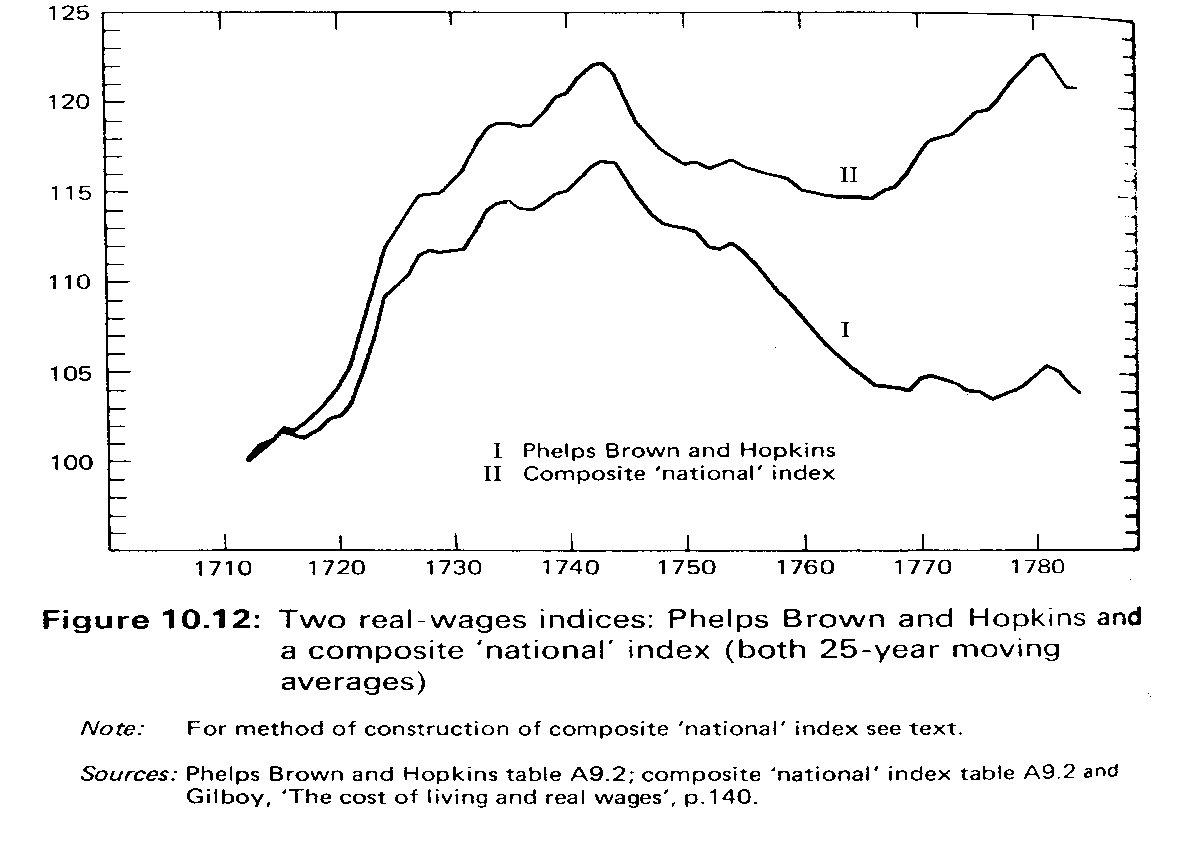 125
120
115
110
105
100
II
I
I Phelps Brown and Hopkins
II Composite 'national' index
1710 1720 1730 1740 1750 1760 1770 1780
Figure 10.12: Two real-wages indices: Phelps Brown and Hopkins and
a composite 'national' index (both 25-year moving
averages)
Note: For method of construction of composite 'national' index see text.
Sources: Phelps Brown and Hopkins table A9.2; composite 'national' index table A9.2 and
Gilboy, 'The cost of living and real wages', p.140.